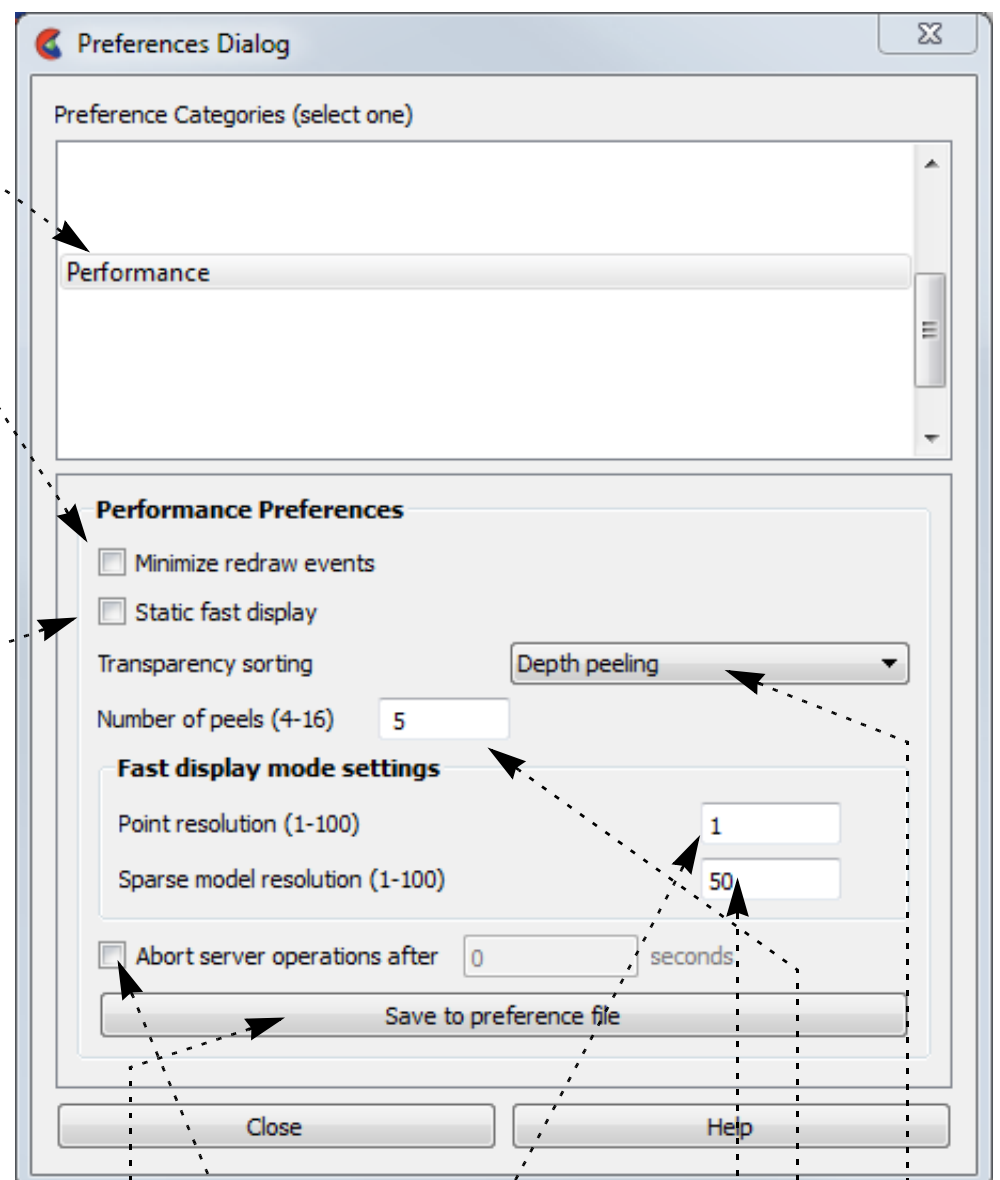 Preferences Dialog
Preference Categories (select one)
Performance
Performance Preferences
Minimize redraw events
Static fast display
Transparency sorting Depth peeling
Number of peels (4-16) 5
Fast display mode settings
Point resolution (1-100) 1
Sparse model resolution (1-100) 50
Abort server operations after 0 seconds
Save to preference file
Close Help